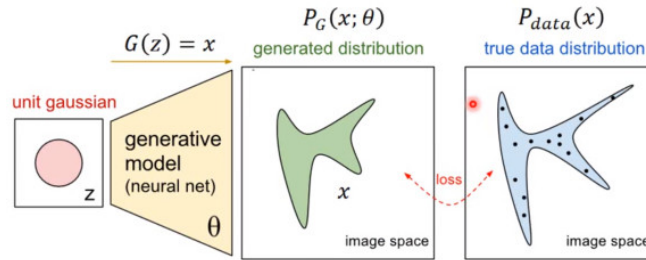 P_G(x; θ)
P_data(x)
G(z) = x
generated distribution
true data distribution
unit gaussian
generative
model
(neural net)
z
θ
x
loss
image space
image space